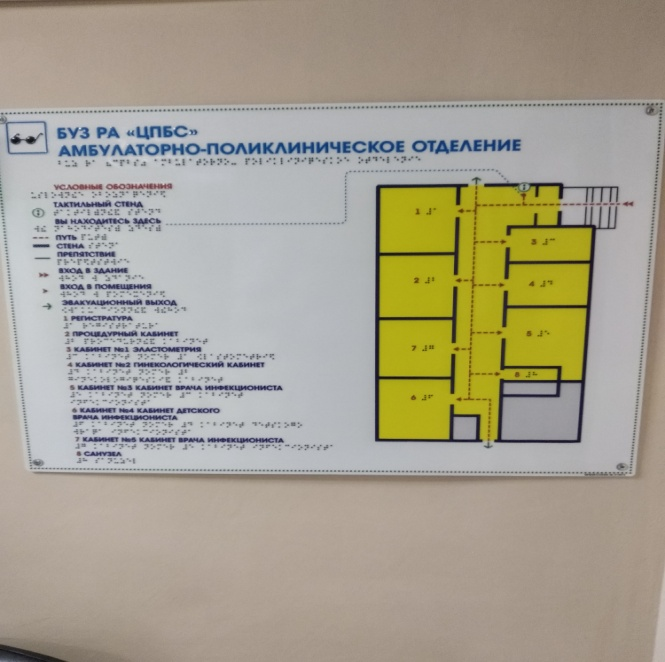 БУЗ РА «ЦПБС»
АМБУЛАТОРНО-ПОЛИКЛИНИЧЕСКОЕ ОТДЕЛЕНИЕ
УСЛОВНЫЕ ОБОЗНАЧЕНИЯ
ТАКТИЛЬНЫЙ СТЕНД
ВЫ НАХОДИТЕСЬ ЗДЕСЬ
ПУТЬ
СТЕНА
ПРЕПЯТСТВИЕ
ВХОД В ЗДАНИЕ
ВХОД В ПОМЕЩЕНИЯ
ЭВАКУАЦИОННЫЙ ВЫХОД
1 РЕГИСТРАТУРА
2 ПРОЦЕДУРНЫЙ КАБИНЕТ
3 КАБИНЕТ №1 ЭЛАСТОМЕТРИЯ
4 КАБИНЕТ №2 ГИНЕКОЛОГИЧЕСКИЙ КАБИНЕТ
5 КАБИНЕТ №3 КАБИНЕТ ВРАЧА ИНФЕКЦИОНИСТА
6 КАБИНЕТ №4 КАБИНЕТ ДЕТСКОГО
ВРАЧА ИНФЕКЦИОНИСТА
7 КАБИНЕТ №5 КАБИНЕТ ВРАЧА ИНФЕКЦИОНИСТА
8 САНУЗЕЛ
1
3
2
4
7
5
8
6